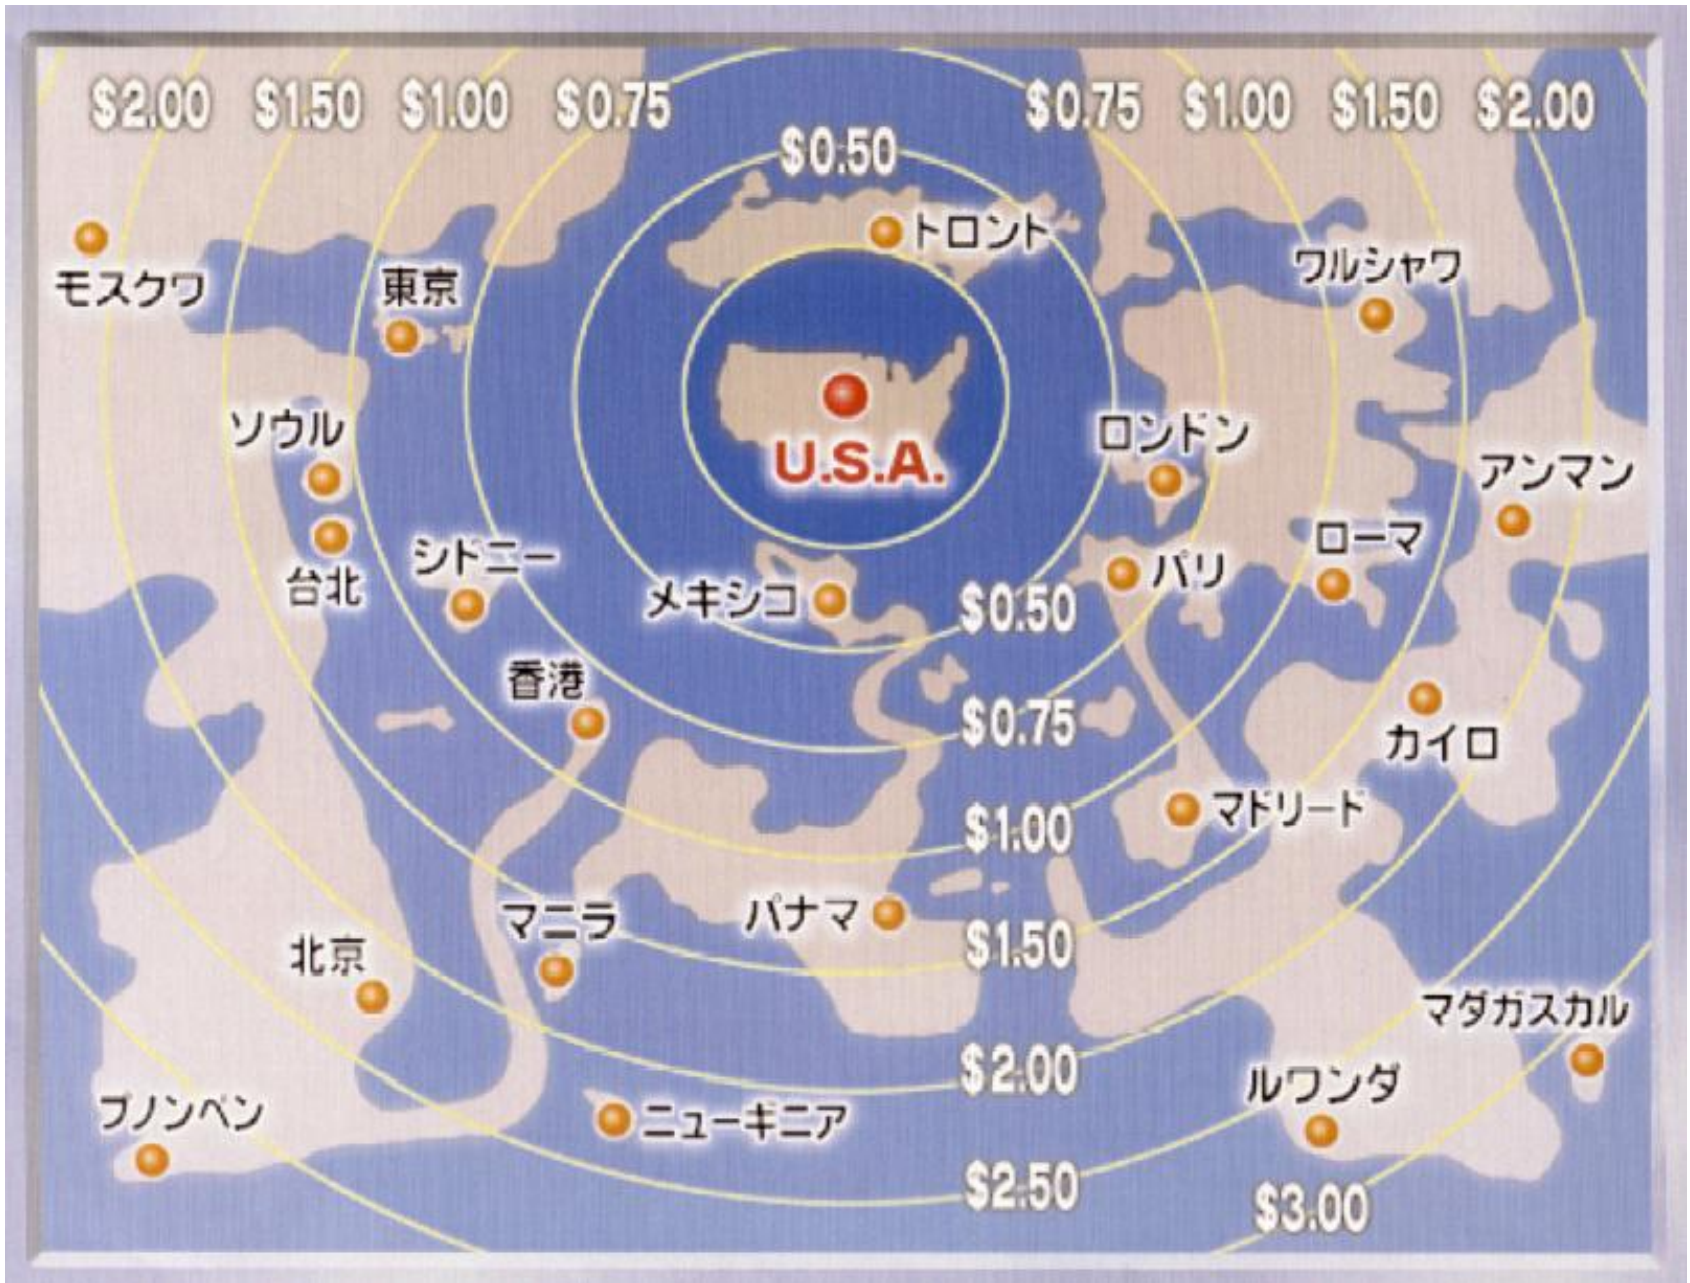 $2.00 $1.50 $1.00 $0.75 $0.75 $1.00 $1.50 $2.00
$0.50
トロント
モスクワ
東京
ワルシャワ
U.S.A.
ソウル
ロンドン
アンマン
台北
シドニー
メキシコ
$0.50
パリ
ローマ
香港
$0.75
カイロ
$1.00
マドリード
マニラ
パナマ
$1.50
北京
マダガスカル
$2.00
ルワンダ
プノンペン
ニューギニア
$2.50
$3.00